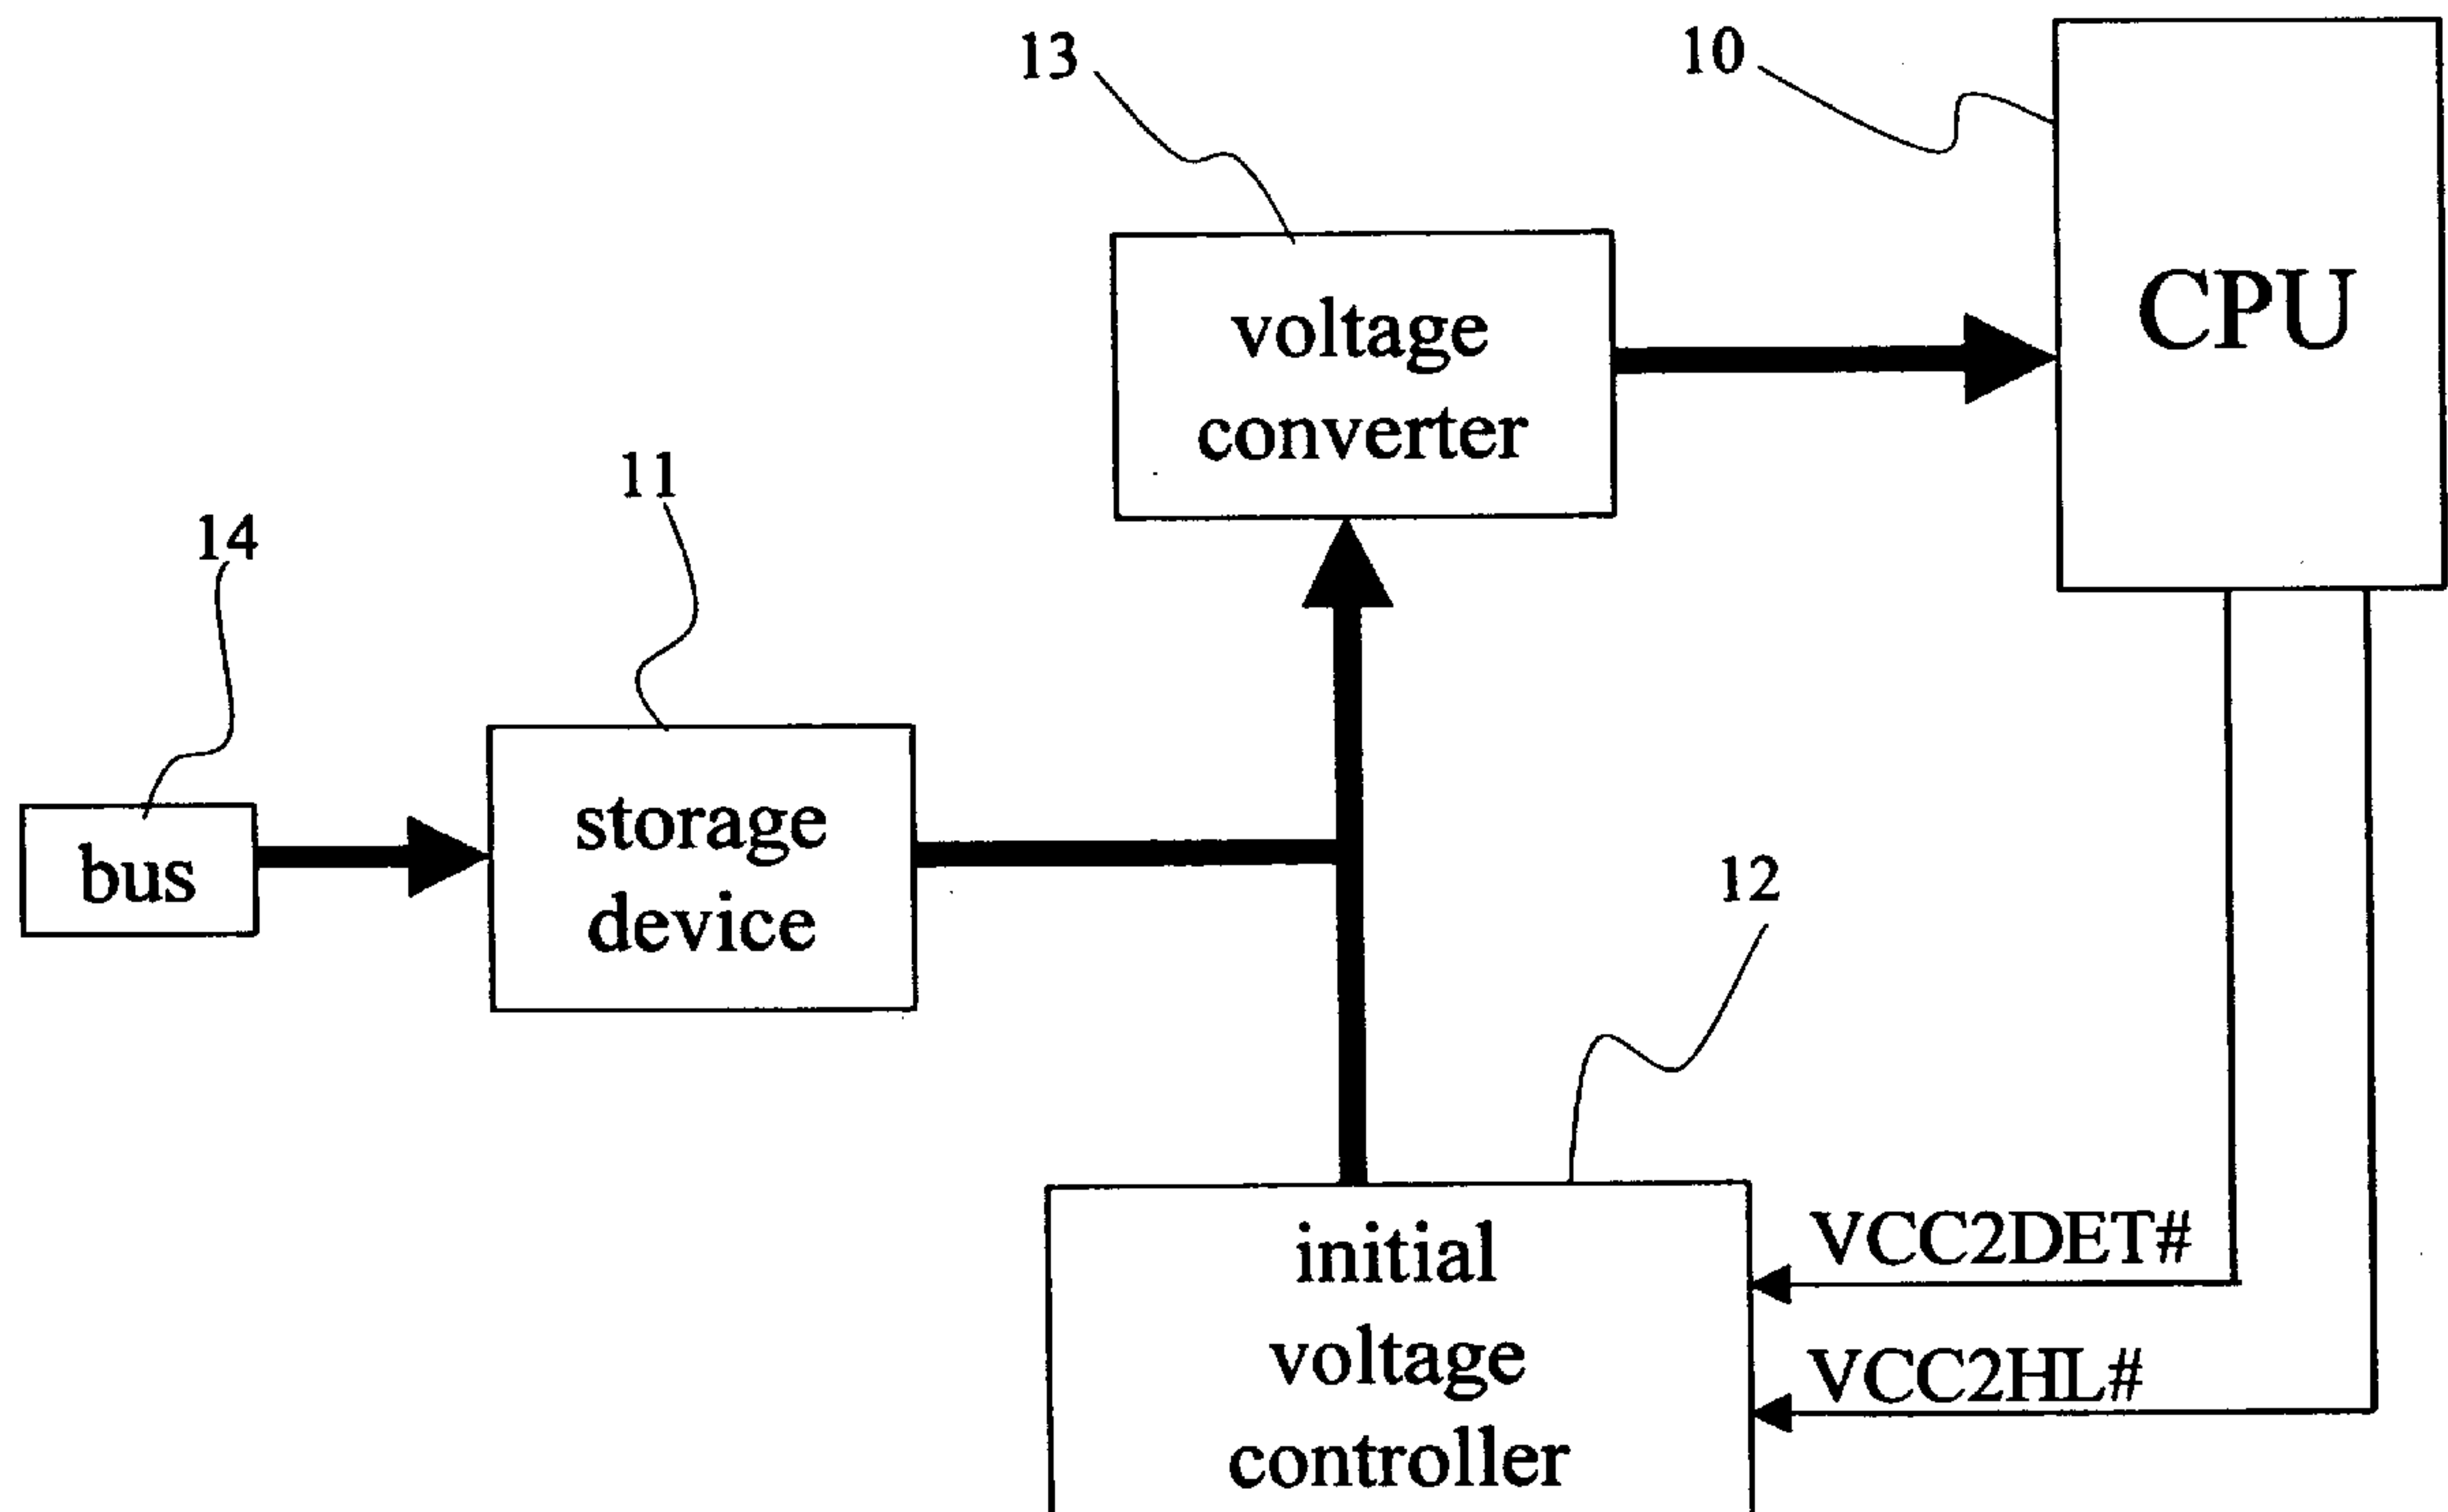 13
10
CPU
voltage
converter
11
14
storage
device
bus
12
initial
voltage
controller
VCC2DET#
VCC2HL#